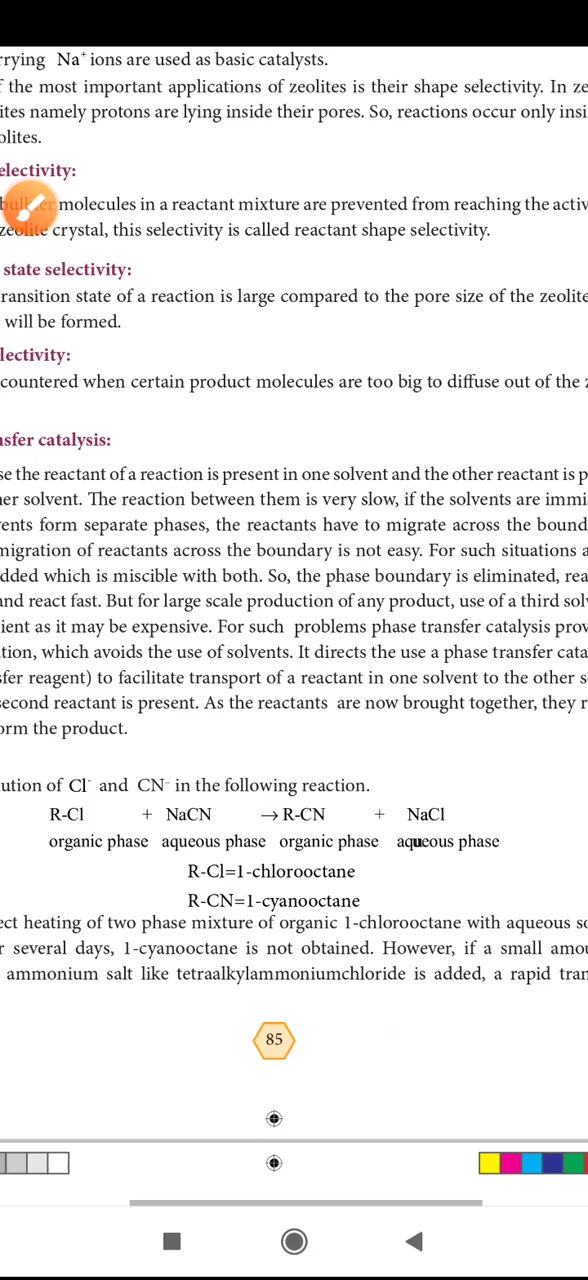 rrying Na⁺ ions are used as basic catalysts.
f the most important applications of zeolites is their shape selectivity. In ze
ites namely protons are lying inside their pores. So, reactions occur only insi
olites.
electivity:
bulkier molecules in a reactant mixture are prevented from reaching the activ
zeolite crystal, this selectivity is called reactant shape selectivity.
state selectivity:
ransition state of a reaction is large compared to the pore size of the zeolite
will be formed.
lectivity:
countered when certain product molecules are too big to diffuse out of the z
nsfer catalysis:
se the reactant of a reaction is present in one solvent and the other reactant is p
her solvent. The reaction between them is very slow, if the solvents are immi
vents form separate phases, the reactants have to migrate across the bound
migration of reactants across the boundary is not easy. For such situations a
dded which is miscible with both. So, the phase boundary is eliminated, rea
and react fast. But for large scale production of any product, use of a third sol
ient as it may be expensive. For such problems phase transfer catalysis prov
tion, which avoids the use of solvents. It directs the use a phase transfer cata
sfer reagent) to facilitate transport of a reactant in one solvent to the other s
second reactant is present. As the reactants are now brought together, they r
orm the product.
tution of Cl⁻ and CN⁻ in the following reaction.
R-Cl + NaCN → R-CN + NaCl
organic phase aqueous phase organic phase aqueous phase
R-Cl=1-chlorooctane
R-CN=1-cyanooctane
ect heating of two phase mixture of organic 1-chlorooctane with aqueous so
r several days, 1-cyanooctane is not obtained. However, if a small amou
ammonium salt like tetraalkylammoniumchloride is added, a rapid tran
85